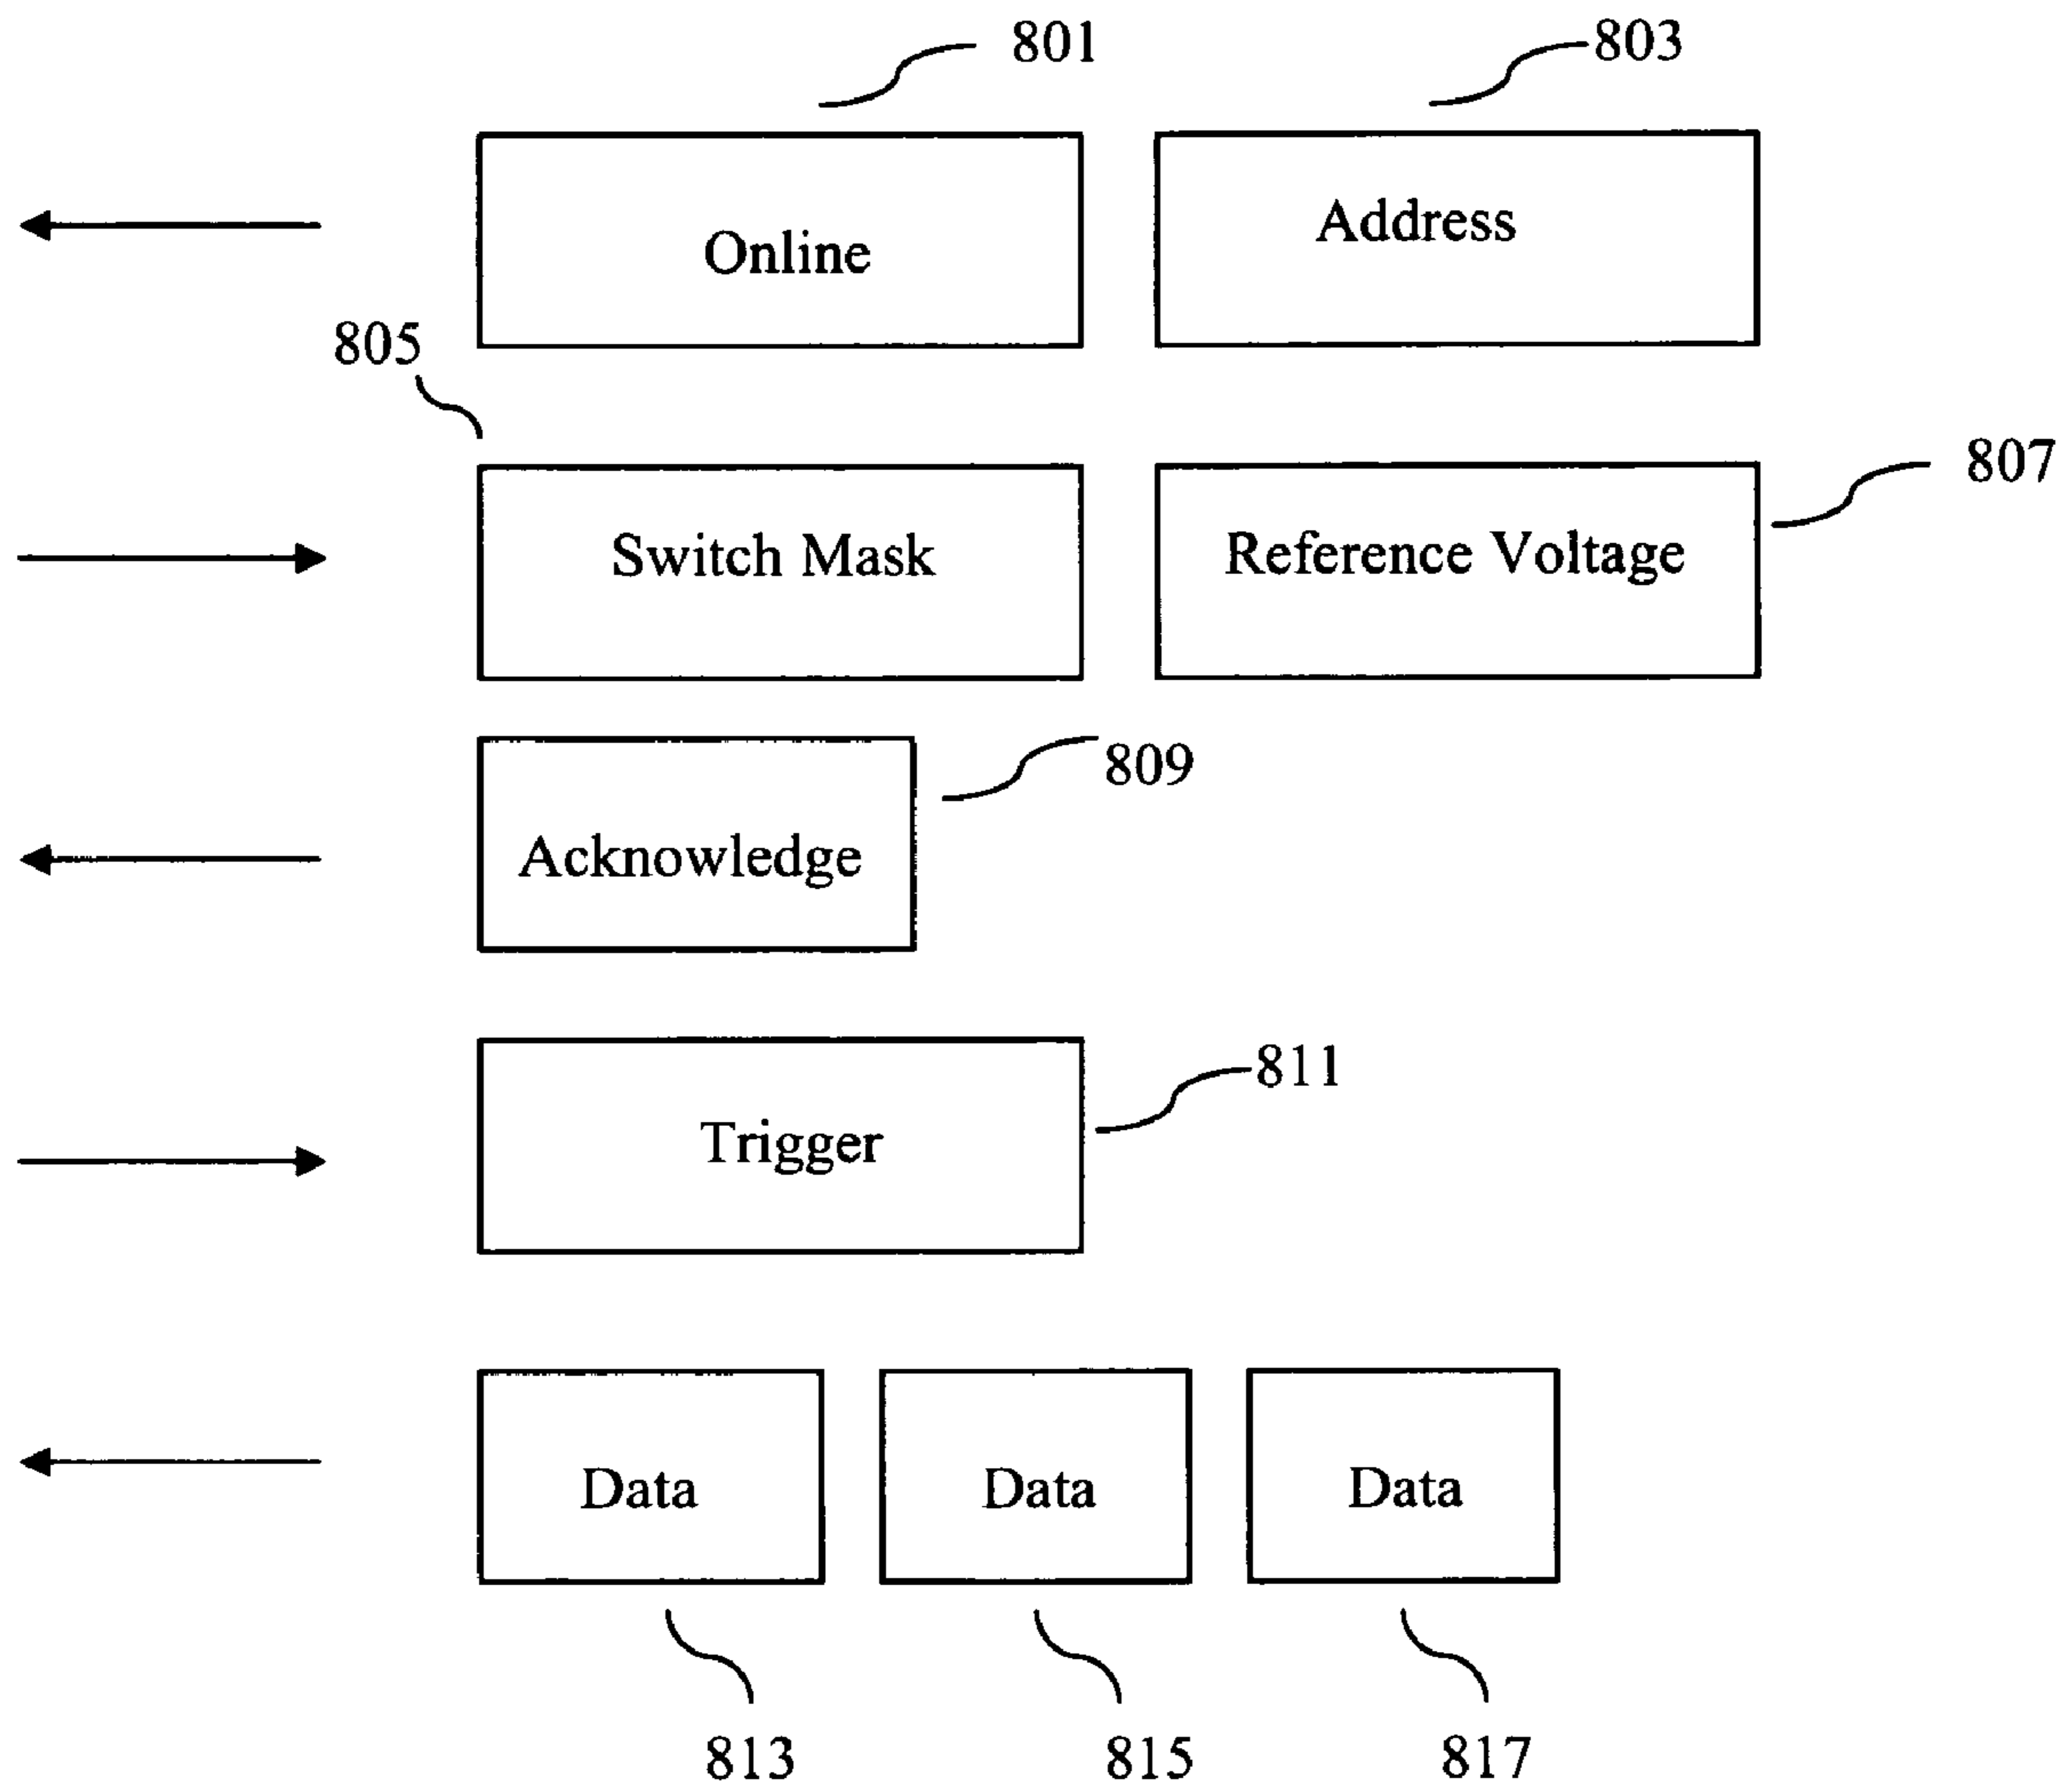 801
803
Online
Address
805
807
Switch Mask
Reference Voltage
809
Acknowledge
811
Trigger
Data
Data
Data
813
815
817